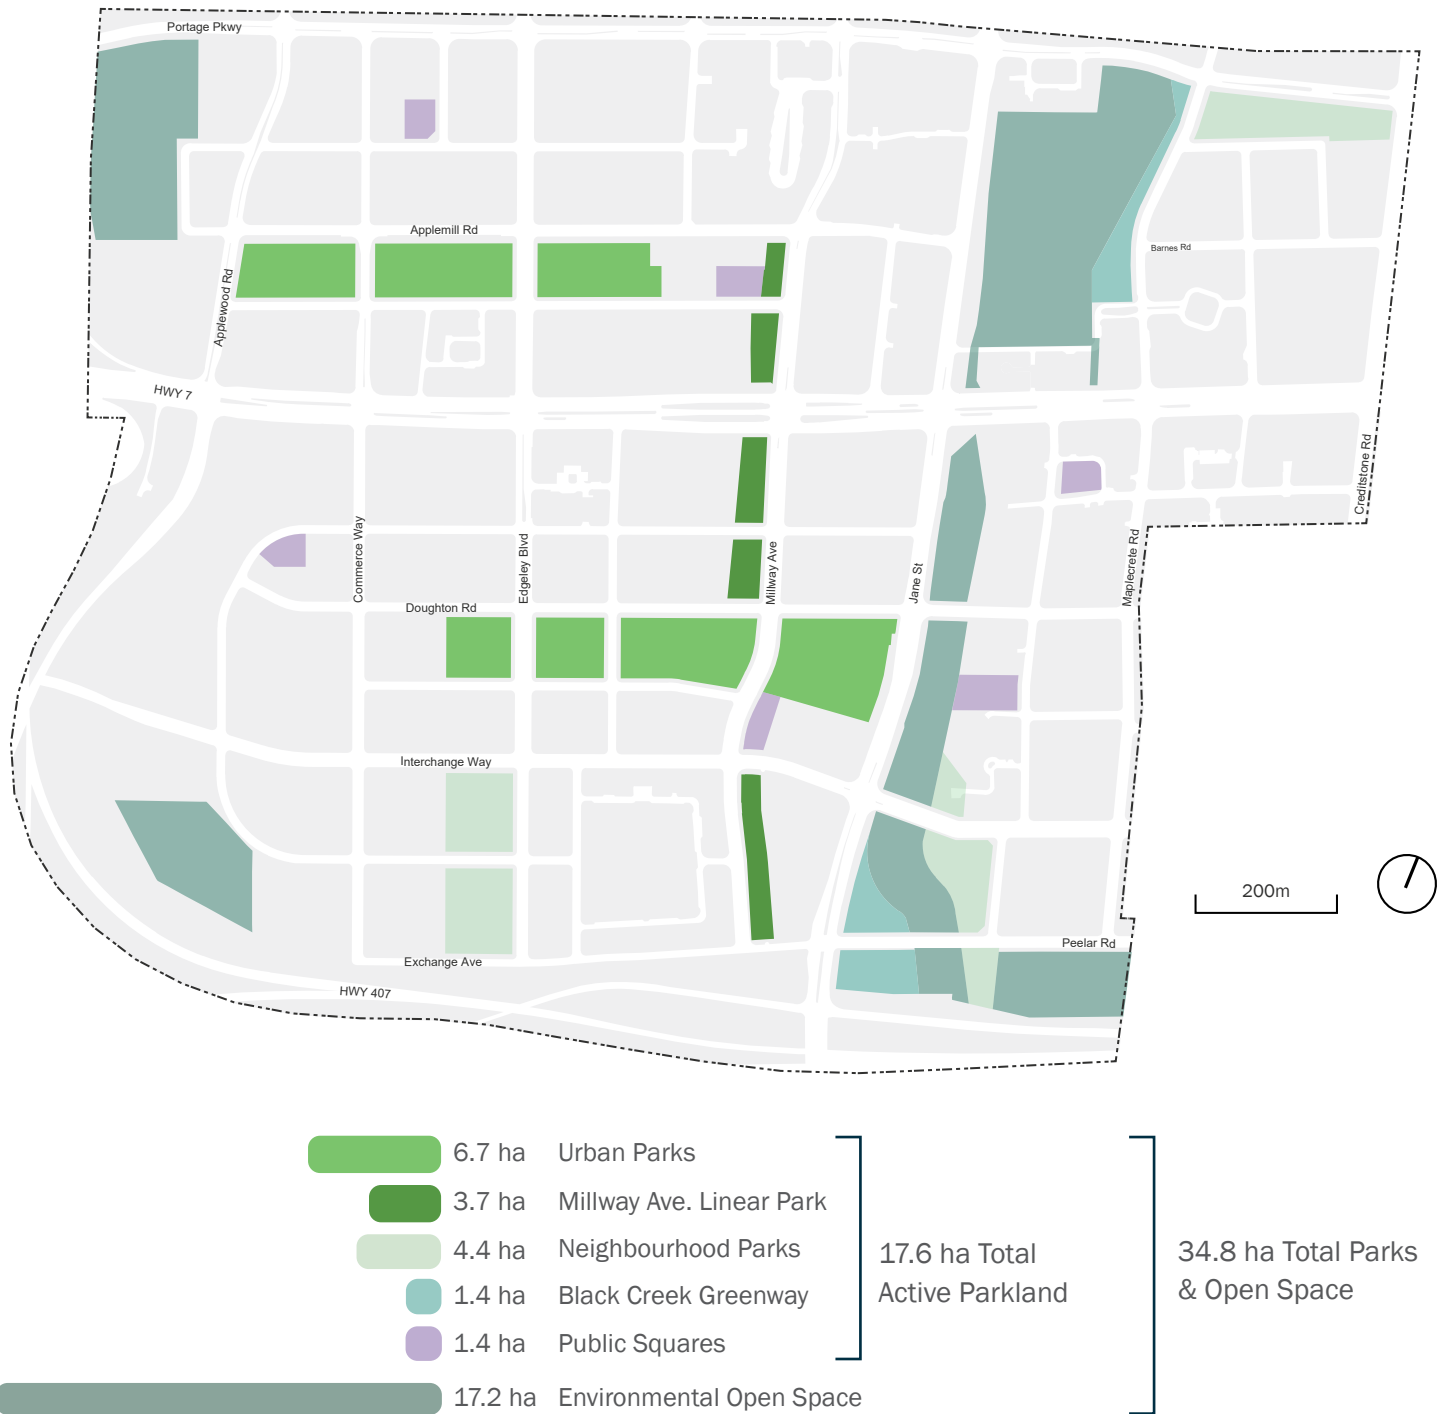 Portage Pkwy
Applemill Rd
Barnes Rd
Applewood Rd
HWY 7
Creditstone Rd
Commerce Way
Edgeley Blvd
Millway Ave
Jane St
Maplecrete Rd
Doughton Rd
Interchange Way
200m
Peelar Rd
Exchange Ave
HWY 407
6.7 ha Urban Parks
3.7 ha Millway Ave. Linear Park
4.4 ha Neighbourhood Parks
1.4 ha Black Creek Greenway
1.4 ha Public Squares
17.2 ha Environmental Open Space
17.6 ha Total
Active Parkland
34.8 ha Total Parks
& Open Space